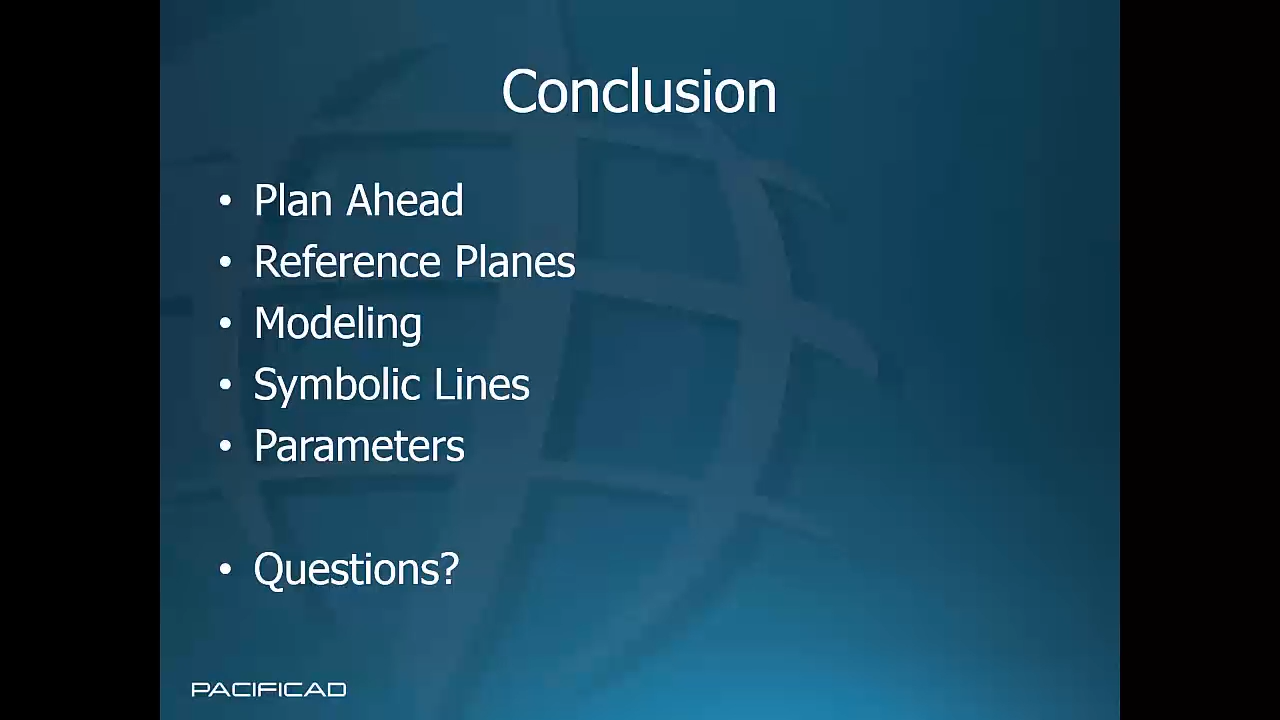 Conclusion
• Plan Ahead
• Reference Planes
• Modeling
• Symbolic Lines
• Parameters
• Questions?
PACIFICAD